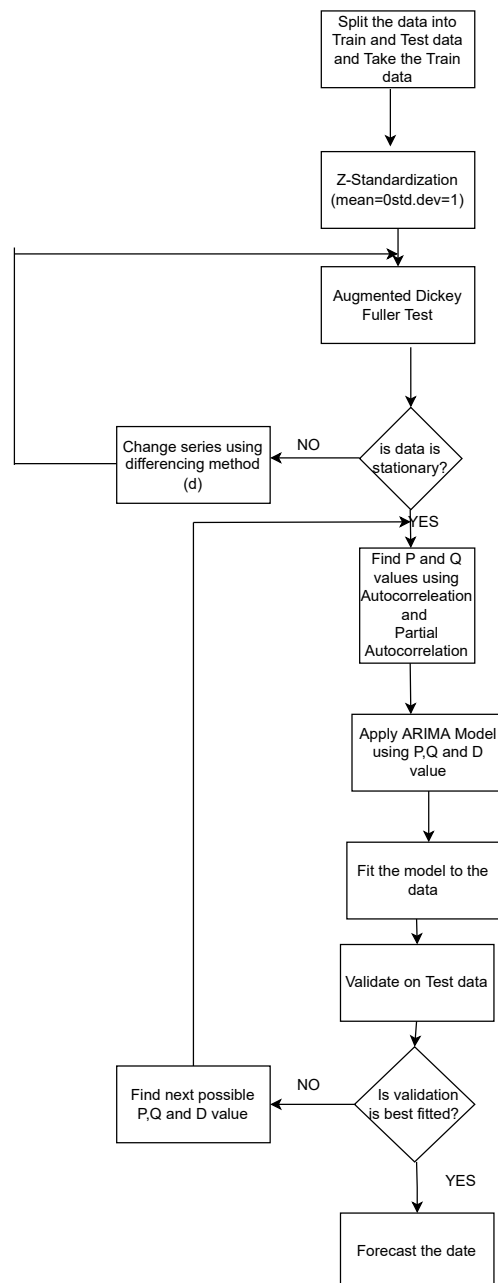 Split the data into
Train and Test data
and Take the Train
data
Z-Standardization
(mean=0std.dev=1)
Augmented Dickey
Fuller Test
is data is
stationary?
NO
Change series using
differencing method
(d)
YES
Find P and Q
values using
Autocorreleation
and
Partial
Autocorrelation
Apply ARIMA Model
using P,Q and D
value
Fit the model to the
data
Validate on Test data
Is validation
is best fitted?
NO
Find next possible
P,Q and D value
YES
Forecast the date